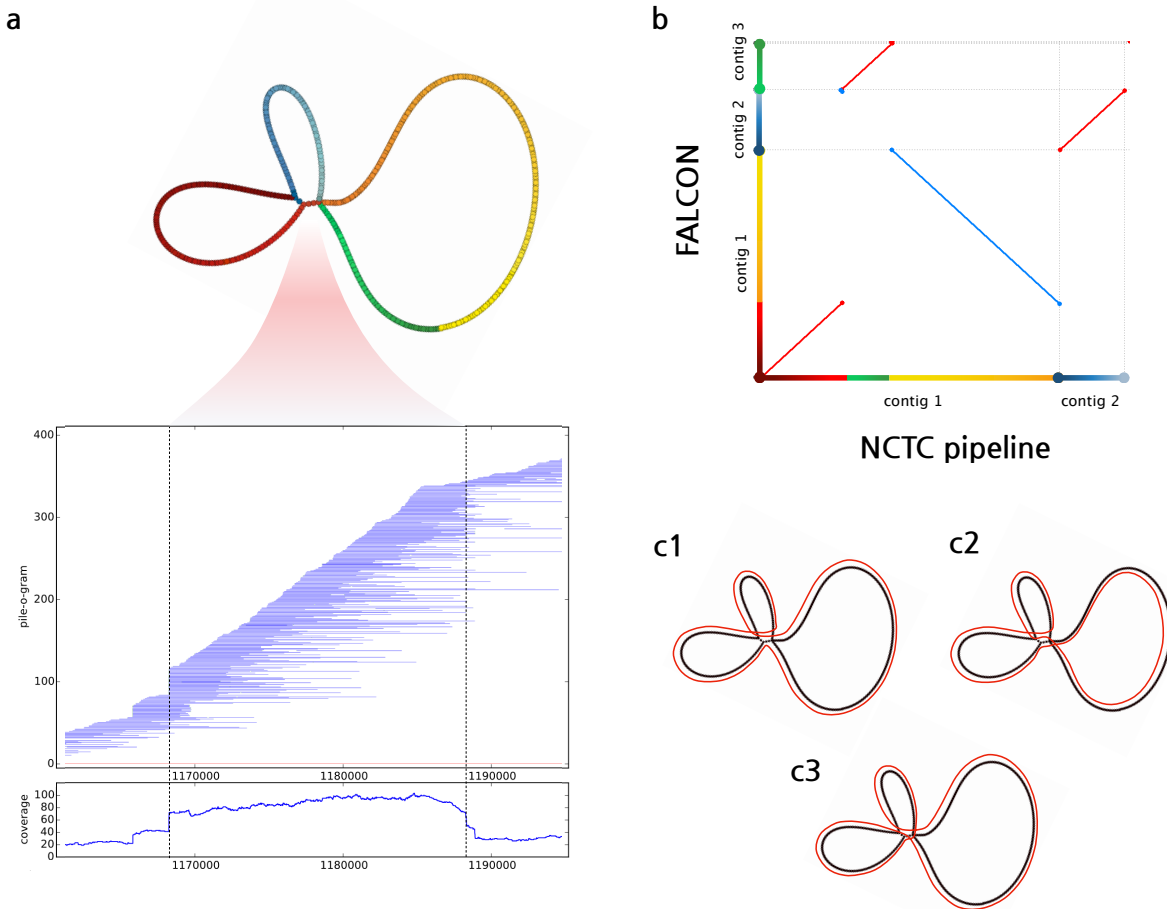 a
400
300
200
100
0
pile-o-gram
1170000
1180000
1190000
100
80
60
40
20
0
coverage
1170000
1180000
1190000
b
contig 3
contig 2
contig 1
FALCON
contig 1
contig 2
NCTC pipeline
c1
c2
c3